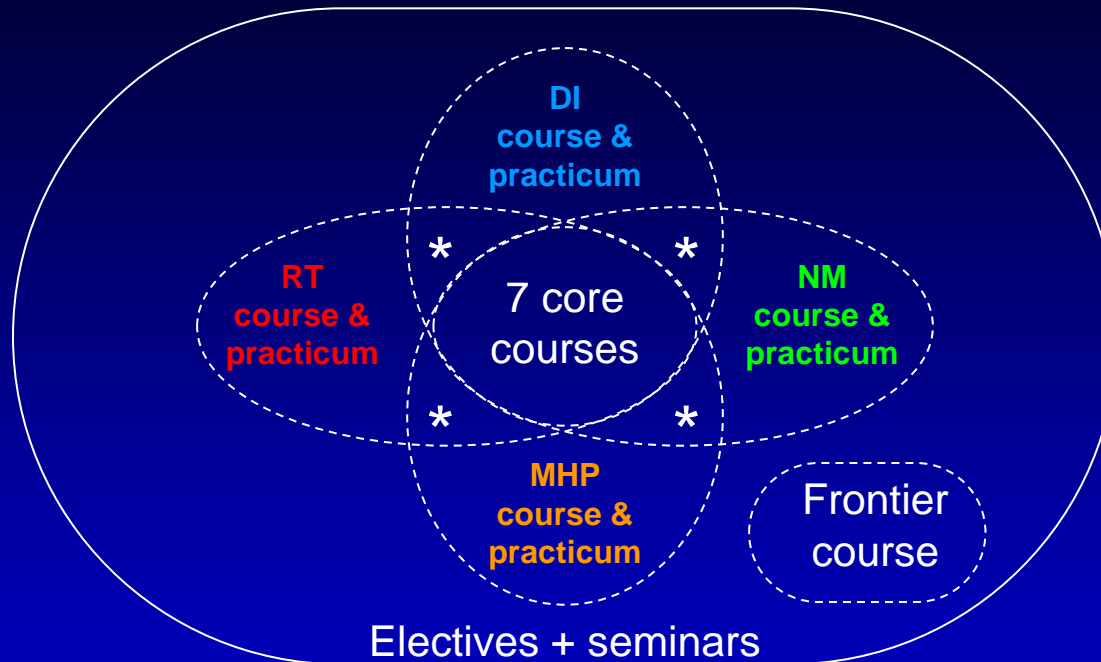 DI
course &
practicum
*
*
RT
course &
practicum
7 core
courses
NM
course &
practicum
*
*
MHP
course &
practicum
Frontier
course
Electives + seminars